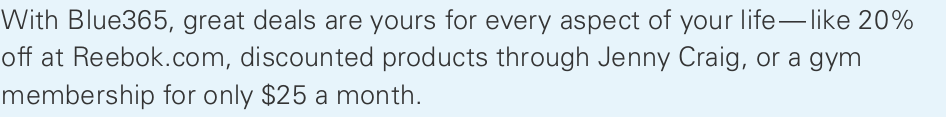 With Blue365, great deals are yours for every aspect of your life—like 20%
off at Reebok.com, discounted products through Jenny Craig, or a gym
membership for only $25 a month.